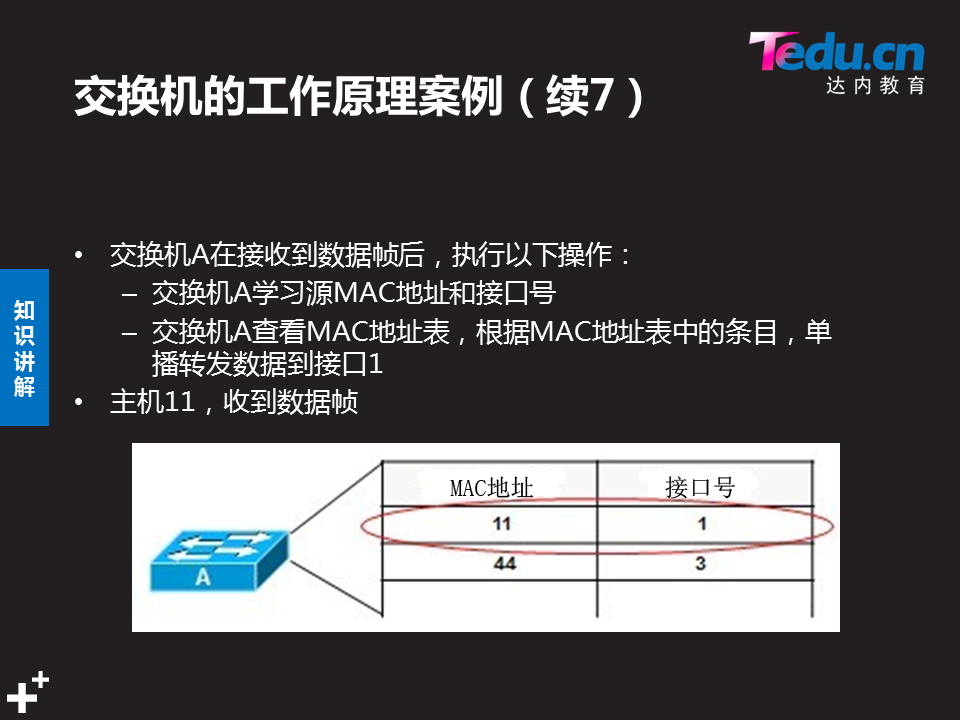 Tedu.cn
达内教育
交换机的工作原理案例（续7）
• 交换机A在接收到数据帧后，执行以下操作：
– 交换机A学习源MAC地址和接口号
– 交换机A查看MAC地址表，根据MAC地址表中的条目，单
播转发数据到接口1
• 主机11，收到数据帧
知
识
讲
解
MAC地址 接口号
11 1
44 3
A